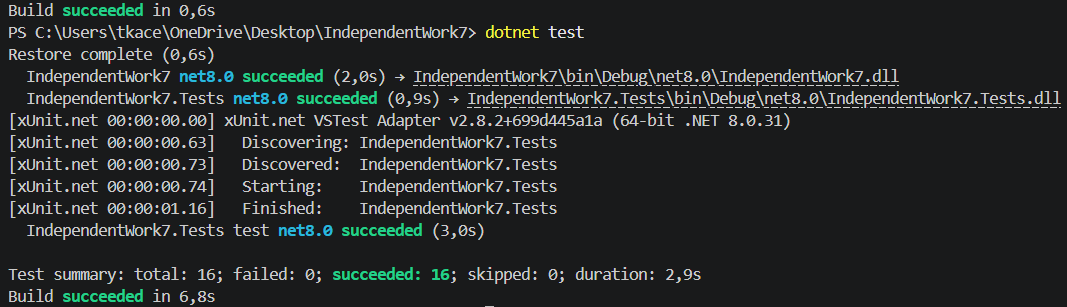 Build succeeded in 0,6s
PS C:\Users\tkace\OneDrive\Desktop\IndependentWork7> dotnet test
Restore complete (0,6s)
  IndependentWork7 net8.0 succeeded (2,0s) → IndependentWork7\bin\Debug\net8.0\IndependentWork7.dll
  IndependentWork7.Tests net8.0 succeeded (0,9s) → IndependentWork7.Tests\bin\Debug\net8.0\IndependentWork7.Tests.dll
[xUnit.net 00:00:00.00] xUnit.net VSTest Adapter v2.8.2+699d445a1a (64-bit .NET 8.0.31)
[xUnit.net 00:00:00.63]   Discovering: IndependentWork7.Tests
[xUnit.net 00:00:00.73]   Discovered:  IndependentWork7.Tests
[xUnit.net 00:00:00.74]   Starting:    IndependentWork7.Tests
[xUnit.net 00:00:01.16]   Finished:    IndependentWork7.Tests
  IndependentWork7.Tests test net8.0 succeeded (3,0s)

Test summary: total: 16; failed: 0; succeeded: 16; skipped: 0; duration: 2,9s
Build succeeded in 6,8s